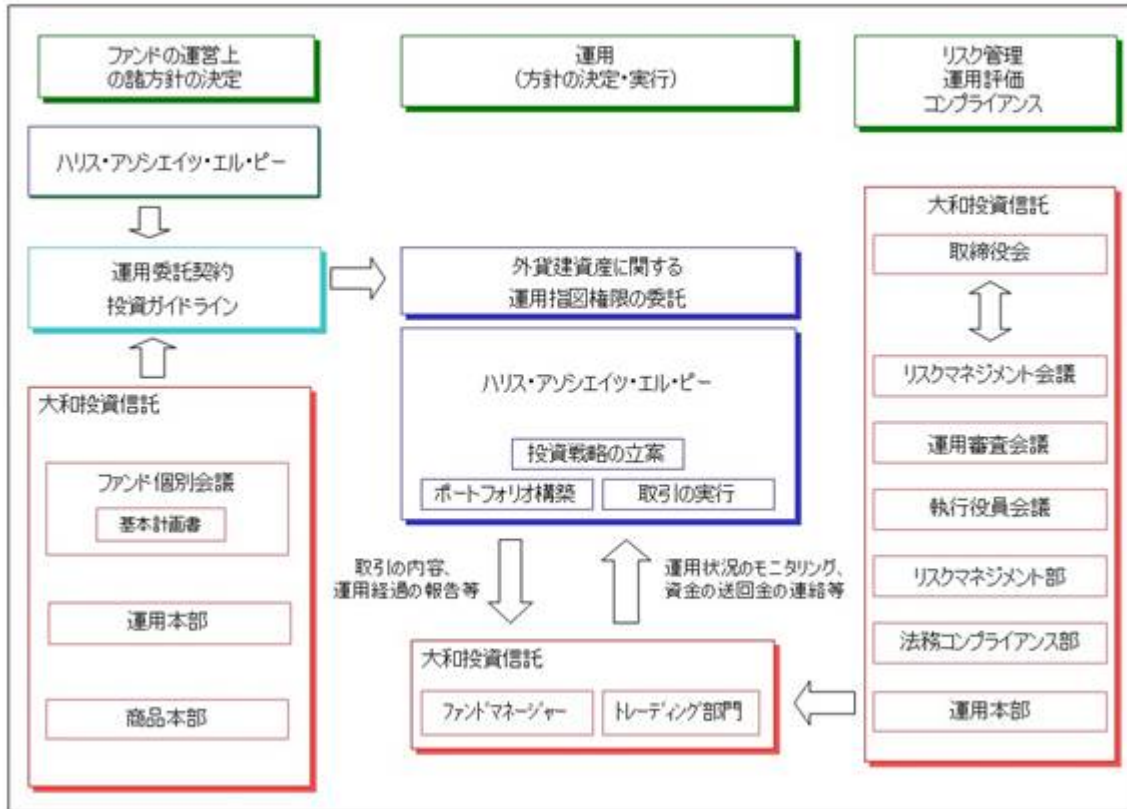 ファンドの運営上
の諸方針の決定
運用
(方針の決定・実行)
リスク管理
運用評価
コンプライアンス
ハリス・アソシエイツ・エル・ピー
運用委託契約
投資ガイドライン
外貨建資産に関する
運用指図権限の委託
ハリス・アソシエイツ・エル・ピー
投資戦略の立案
ポートフォリオ構築
取引の実行
大和投資信託
ファンド個別会議
基本計画書
運用本部
商品本部
取引の内容、
運用経過の報告等
運用状況のモニタリング、
資金の送回金の連絡等
大和投資信託
ファンドマネージャー
トレーディング部門
大和投資信託
取締役会
リスクマネジメント会議
運用審査会議
執行役員会議
リスクマネジメント部
法務コンプライアンス部
運用本部